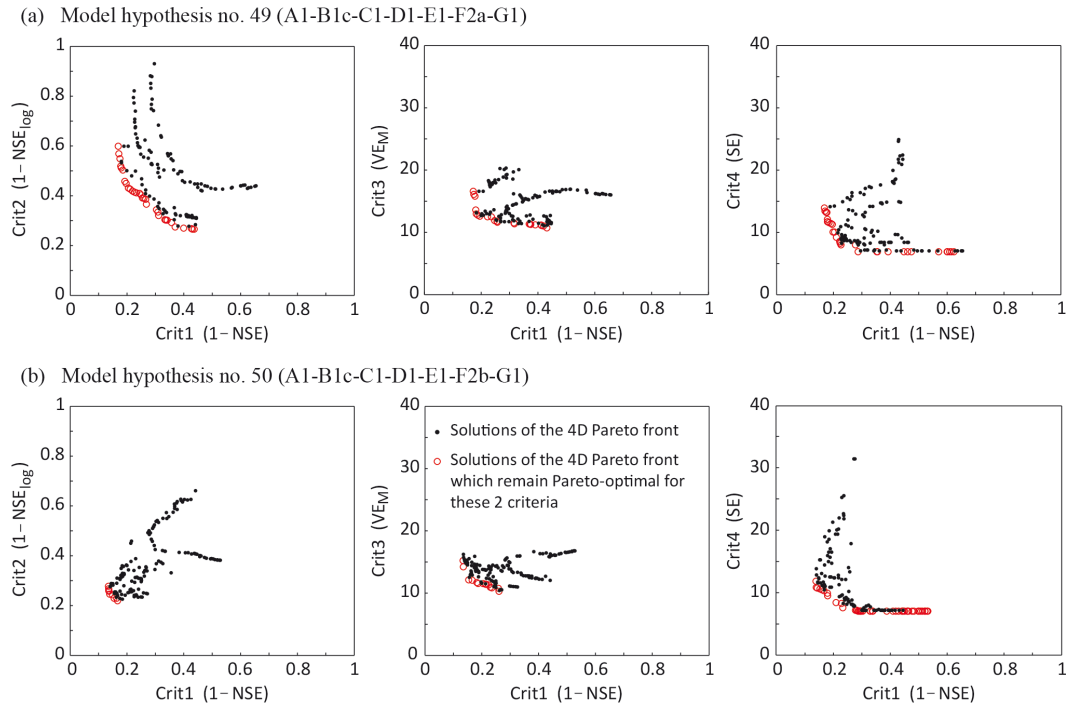 (a) Model hypothesis no. 49 (A1-B1c-C1-D1-E1-F2a-G1)
1
0.8
0.6
0.4
0.2
0
Crit2 (1−NSElog)
0 0.2 0.4 0.6 0.8 1
Crit1 (1−NSE)
40
30
20
10
0
Crit3 (VEM)
0 0.2 0.4 0.6 0.8 1
Crit1 (1−NSE)
40
30
20
10
0
Crit4 (SE)
0 0.2 0.4 0.6 0.8 1
Crit1 (1−NSE)
(b) Model hypothesis no. 50 (A1-B1c-C1-D1-E1-F2b-G1)
1
0.8
0.6
0.4
0.2
0
Crit2 (1−NSElog)
0 0.2 0.4 0.6 0.8 1
Crit1 (1−NSE)
40
30
20
10
0
Crit3 (VEM)
Solutions of the 4D Pareto front
Solutions of the 4D Pareto front
which remain Pareto-optimal for
these 2 criteria
0 0.2 0.4 0.6 0.8 1
Crit1 (1−NSE)
40
30
20
10
0
Crit4 (SE)
0 0.2 0.4 0.6 0.8 1
Crit1 (1−NSE)